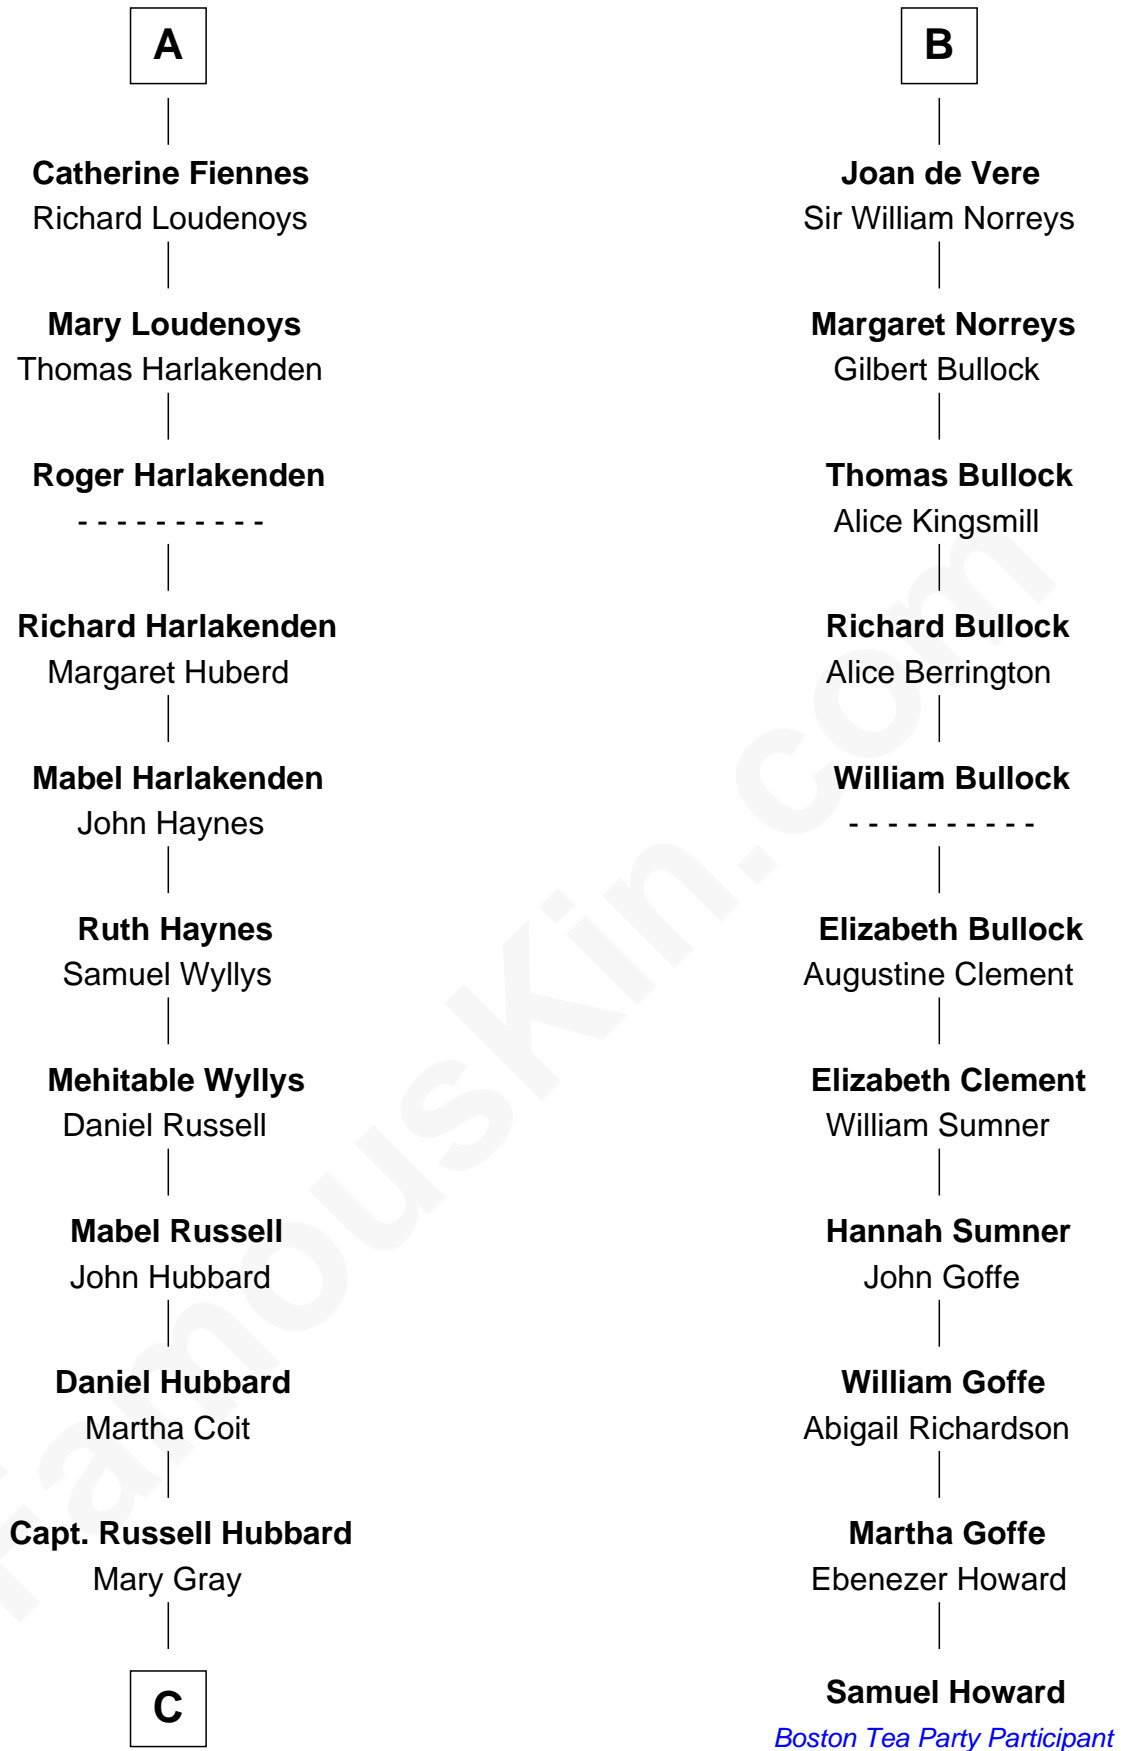 A
Catherine Fiennes
Richard Loudenoys
Mary Loudenoys
Thomas Harlakenden
Roger Harlakenden
- - - - - - - - - -
Richard Harlakenden
Margaret Huberd
Mabel Harlakenden
John Haynes
Ruth Haynes
Samuel Wyllys
Mehitable Wyllys
Daniel Russell
Mabel Russell
John Hubbard
Daniel Hubbard
Martha Coit
Capt. Russell Hubbard
Mary Gray
C
B
Joan de Vere
Sir William Norreys
Margaret Norreys
Gilbert Bullock
Thomas Bullock
Alice Kingsmill
Richard Bullock
Alice Berrington
William Bullock
- - - - - - - - - -
Elizabeth Bullock
Augustine Clement
Elizabeth Clement
William Sumner
Hannah Sumner
John Goffe
William Goffe
Abigail Richardson
Martha Goffe
Ebenezer Howard
Samuel Howard
Boston Tea Party Participant
FamousKin.com